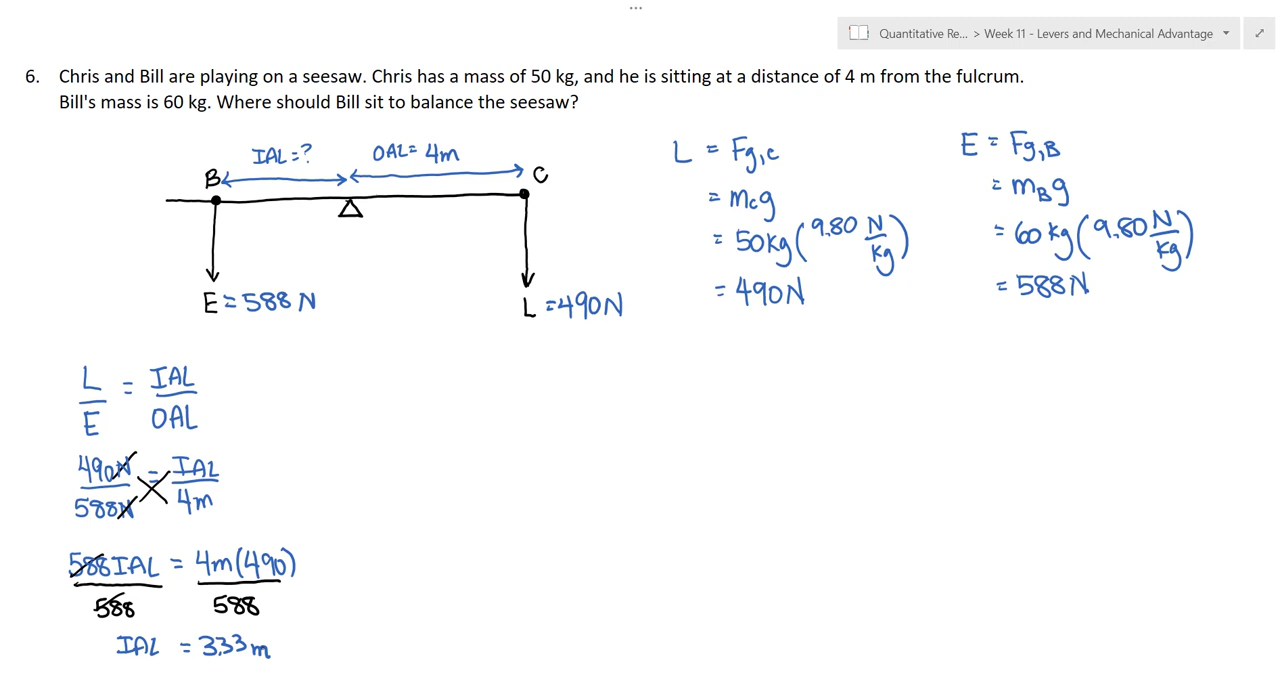 Quantitative Re... > Week 11 - Levers and Mechanical Advantage
6. Chris and Bill are playing on a seesaw. Chris has a mass of 50 kg, and he is sitting at a distance of 4 m from the fulcrum.
Bill's mass is 60 kg. Where should Bill sit to balance the seesaw?
IAL = ? OAL = 4m
B C
E = 588 N L = 490N
L = Fg,c
= mcg
= 50kg (9.80 N/kg)
= 490N
E = Fg,B
= mBg
= 60 kg (9.80 N/kg)
= 588N
L/E = IAL/OAL
490N/588N = IAL/4m
588 IAL/588 = 4m(490)/588
IAL = 3.33 m